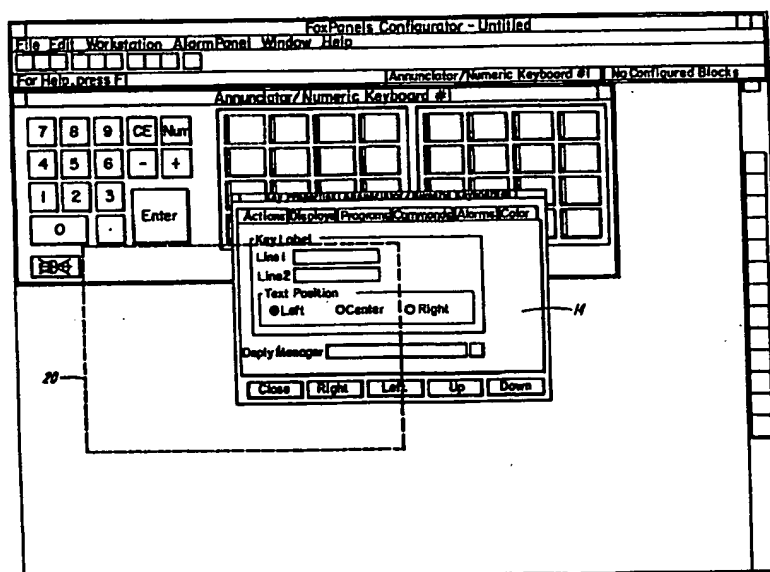 FoxPanels Configurator - Untitled
File Edit Workstation AlarmPanel Window Help
For Help, press F1
Annunciator/Numeric Keyboard #1
No Configured Blocks
Annunciator/Numeric Keyboard #1
7 8 9 CE Num
4 5 6 - +
1 2 3
Enter
0 .
Actions Displays Programs Commands Alarms Color
Key Label
Line1
Line2
Text Position
Left Center Right
14
Dsply Manager
20
Close Right Left Up Down